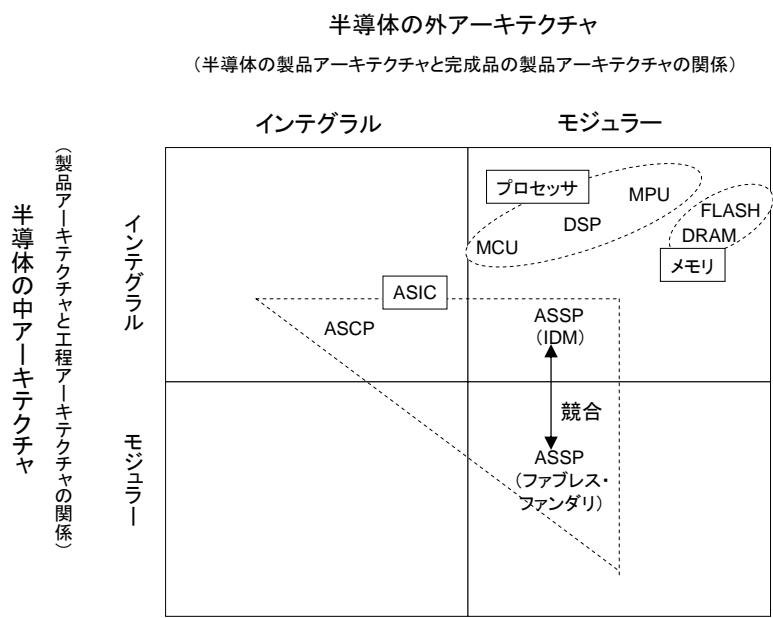 半導体の外アーキテクチャ
（半導体の製品アーキテクチャと完成品の製品アーキテクチャの関係）
インテグラル
モジュラー
半導体の中アーキテクチャ
（製品アーキテクチャと工程アーキテクチャの関係）
インテグラル
モジュラー
プロセッサ
MPU
DSP
MCU
FLASH
DRAM
メモリ
ASIC
ASCP
ASSP
（IDM）
競合
ASSP
（ファブレス・
ファンダリ）